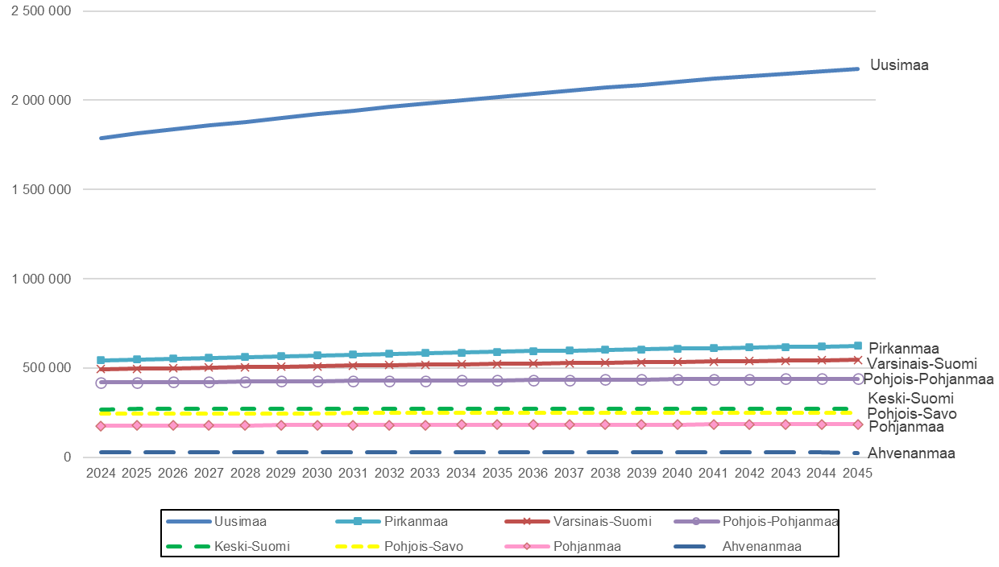 2 500 000
Uusimaa
2 000 000
1 500 000
1 000 000
Pirkanmaa
Varsinais-Suomi
500 000
Pohjois-Pohjanmaa
Keski-Suomi
Pohjois-Savo
Pohjanmaa
Ahvenanmaa
0
2024 2025 2026 2027 2028 2029 2030 2031 2032 2033 2034 2035 2036 2037 2038 2039 2040 2041 2042 2043 2044 2045
Uusimaa Pirkanmaa Varsinais-Suomi Pohjois-Pohjanmaa
Keski-Suomi Pohjois-Savo Pohjanmaa Ahvenanmaa